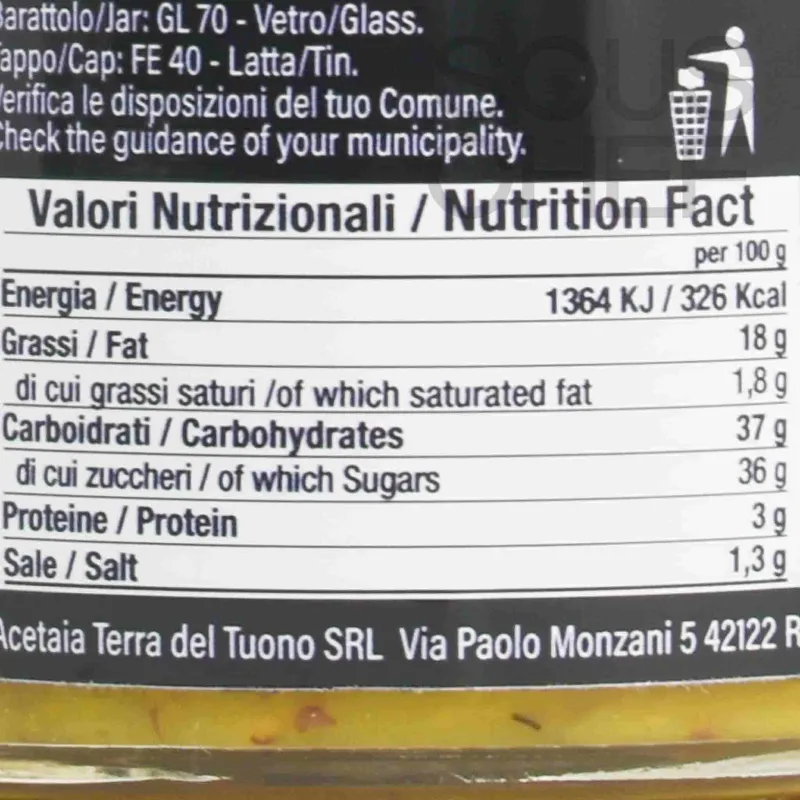 Barattolo/Jar: GL 70 - Vetro/Glass.
Tappo/Cap: FE 40 - Latta/Tin.
Verifica le disposizioni del tuo Comune.
Check the guidance of your municipality.
SOUS
CHEF
Valori Nutrizionali / Nutrition Fact
per 100 g
Energia / Energy 1364 KJ / 326 Kcal
Grassi / Fat 18 g
di cui grassi saturi /of which saturated fat 1,8 g
Carboidrati / Carbohydrates 37 g
di cui zuccheri / of which Sugars 36 g
Proteine / Protein 3 g
Sale / Salt 1,3 g
Acetaia Terra del Tuono SRL Via Paolo Monzani 5 42122 R